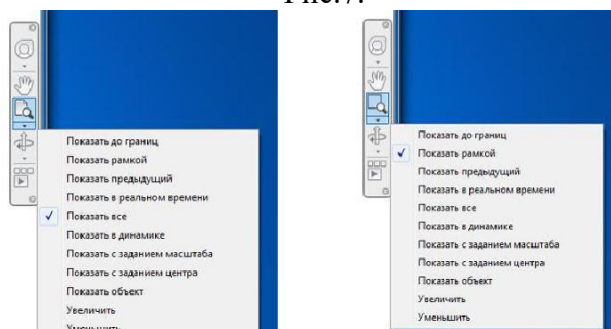 Показать до границ
Показать рамкой
Показать предыдущий
Показать в реальном времени
Показать все
Показать в динамике
Показать с заданием масштаба
Показать с заданием центра
Показать объект
Увеличить
Уменьшить
Показать до границ
Показать рамкой
Показать предыдущий
Показать в реальном времени
Показать все
Показать в динамике
Показать с заданием масштаба
Показать с заданием центра
Показать объект
Увеличить
Уменьшить